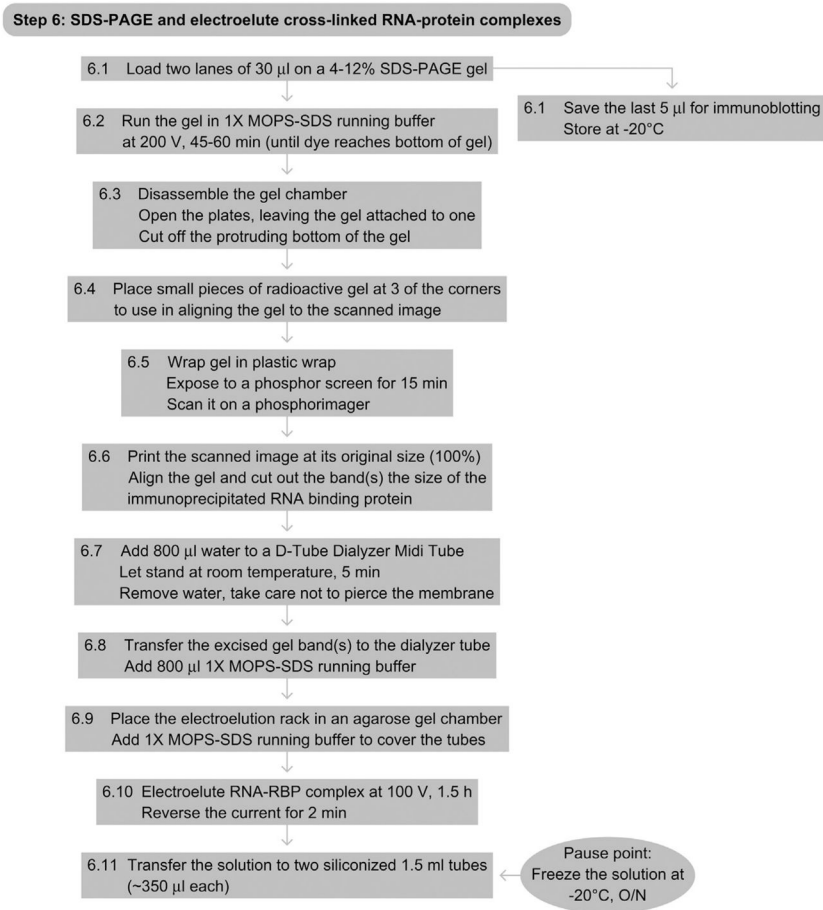 Step 6: SDS-PAGE and electroelute cross-linked RNA-protein complexes
6.1 Load two lanes of 30 µl on a 4-12% SDS-PAGE gel
6.1 Save the last 5 µl for immunoblotting
Store at -20°C
6.2 Run the gel in 1X MOPS-SDS running buffer
at 200 V, 45-60 min (until dye reaches bottom of gel)
6.3 Disassemble the gel chamber
Open the plates, leaving the gel attached to one
Cut off the protruding bottom of the gel
6.4 Place small pieces of radioactive gel at 3 of the corners
to use in aligning the gel to the scanned image
6.5 Wrap gel in plastic wrap
Expose to a phosphor screen for 15 min
Scan it on a phosphorimager
6.6 Print the scanned image at its original size (100%)
Align the gel and cut out the band(s) the size of the
immunoprecipitated RNA binding protein
6.7 Add 800 µl water to a D-Tube Dialyzer Midi Tube
Let stand at room temperature, 5 min
Remove water, take care not to pierce the membrane
6.8 Transfer the excised gel band(s) to the dialyzer tube
Add 800 µl 1X MOPS-SDS running buffer
6.9 Place the electroelution rack in an agarose gel chamber
Add 1X MOPS-SDS running buffer to cover the tubes
6.10 Electroelute RNA-RBP complex at 100 V, 1.5 h
Reverse the current for 2 min
6.11 Transfer the solution to two siliconized 1.5 ml tubes
(~350 µl each)
Pause point:
Freeze the solution at
-20°C, O/N